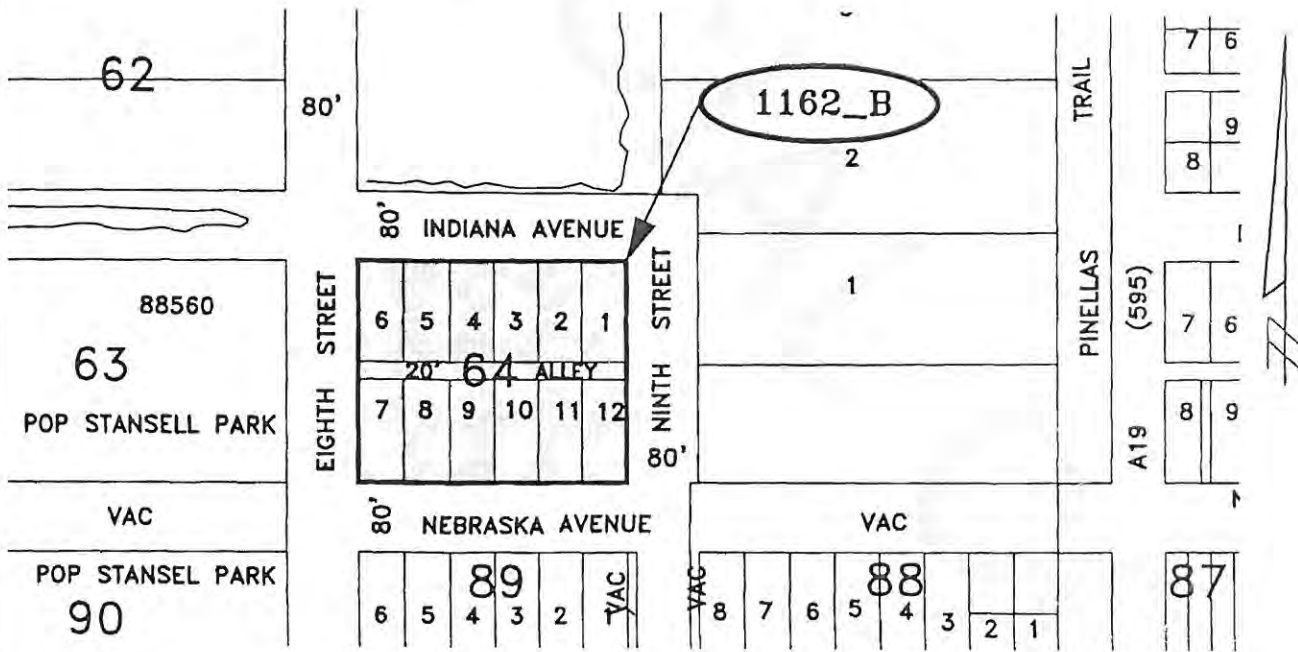 62
80'
1162_B
2
TRAIL
7 6
9
8
80'
INDIANA AVENUE
88560
63
POP STANSELL PARK
EIGHTH STREET
6 5 4 3 2 1
20' 64 ALLEY
7 8 9 10 11 12
NINTH STREET
80'
1
PINELLAS
(595)
A19
7 6
8 9
VAC
80'
NEBRASKA AVENUE
VAC
POP STANSEL PARK
90
89
6 5 4 3 2 1
VAC
VAC
88
8 7 6 5 4 3 2 1
87